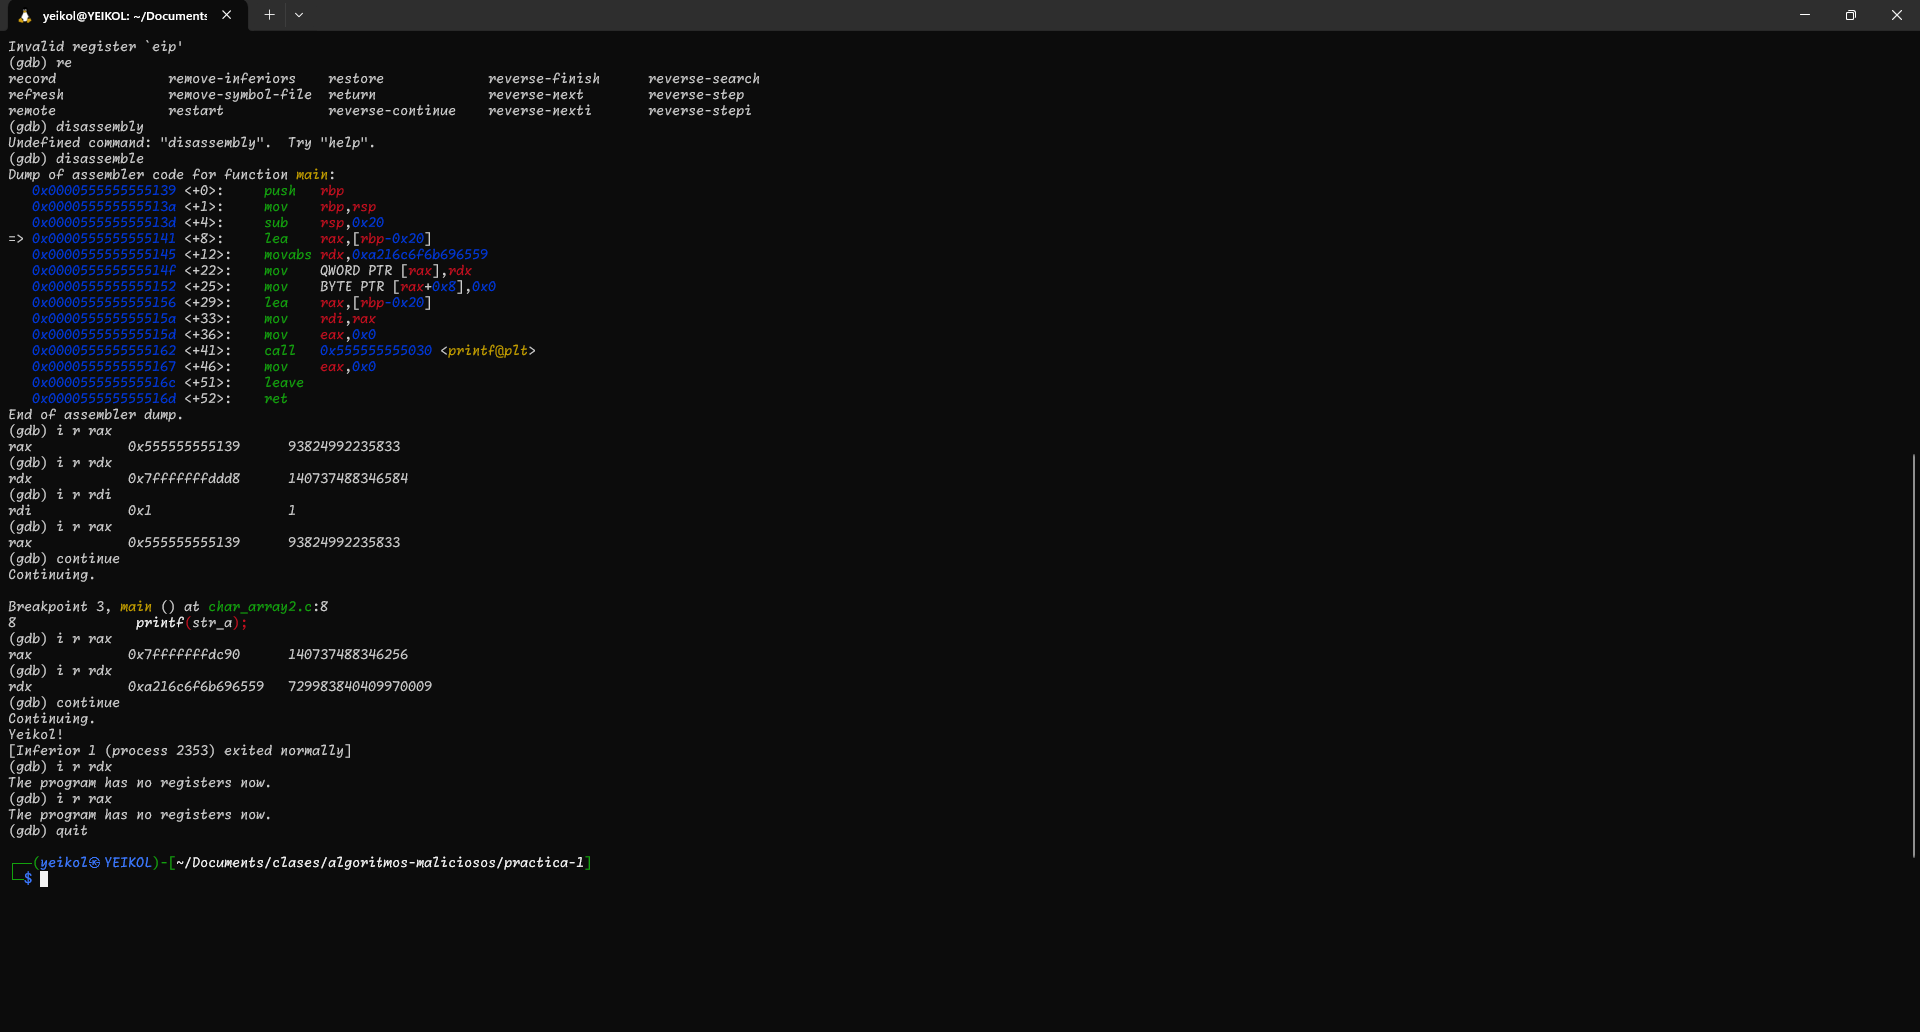 yeikol@YEIKOL: ~/Documents
Invalid register `eip'
(gdb) re
record              remove-inferiors    restore             reverse-finish      reverse-search
refresh             remove-symbol-file  return              reverse-next        reverse-step
remote              restart             reverse-continue    reverse-nexti       reverse-stepi
(gdb) disassembly
Undefined command: "disassembly".  Try "help".
(gdb) disassemble
Dump of assembler code for function main:
   0x0000555555555139 <+0>:     push   rbp
   0x000055555555513a <+1>:     mov    rbp,rsp
   0x000055555555513d <+4>:     sub    rsp,0x20
=> 0x0000555555555141 <+8>:     lea    rax,[rbp-0x20]
   0x0000555555555145 <+12>:    movabs rdx,0xa216c6f6b696559
   0x000055555555514f <+22>:    mov    QWORD PTR [rax],rdx
   0x0000555555555152 <+25>:    mov    BYTE PTR [rax+0x8],0x0
   0x0000555555555156 <+29>:    lea    rax,[rbp-0x20]
   0x000055555555515a <+33>:    mov    rdi,rax
   0x000055555555515d <+36>:    mov    eax,0x0
   0x0000555555555162 <+41>:    call   0x555555555030 <printf@plt>
   0x0000555555555167 <+46>:    mov    eax,0x0
   0x000055555555516c <+51>:    leave
   0x000055555555516d <+52>:    ret
End of assembler dump.
(gdb) i r rax
rax            0x555555555139      93824992235833
(gdb) i r rdx
rdx            0x7fffffffddd8      140737488346584
(gdb) i r rdi
rdi            0x1                 1
(gdb) i r rax
rax            0x555555555139      93824992235833
(gdb) continue
Continuing.

Breakpoint 3, main () at char_array2.c:8
8               printf(str_a);
(gdb) i r rax
rax            0x7fffffffdc90      140737488346256
(gdb) i r rdx
rdx            0xa216c6f6b696559   729983840409970009
(gdb) continue
Continuing.
Yeikol!
[Inferior 1 (process 2353) exited normally]
(gdb) i r rdx
The program has no registers now.
(gdb) i r rax
The program has no registers now.
(gdb) quit

┌──(yeikol㉿YEIKOL)-[~/Documents/clases/algoritmos-maliciosos/practica-1]
└─$